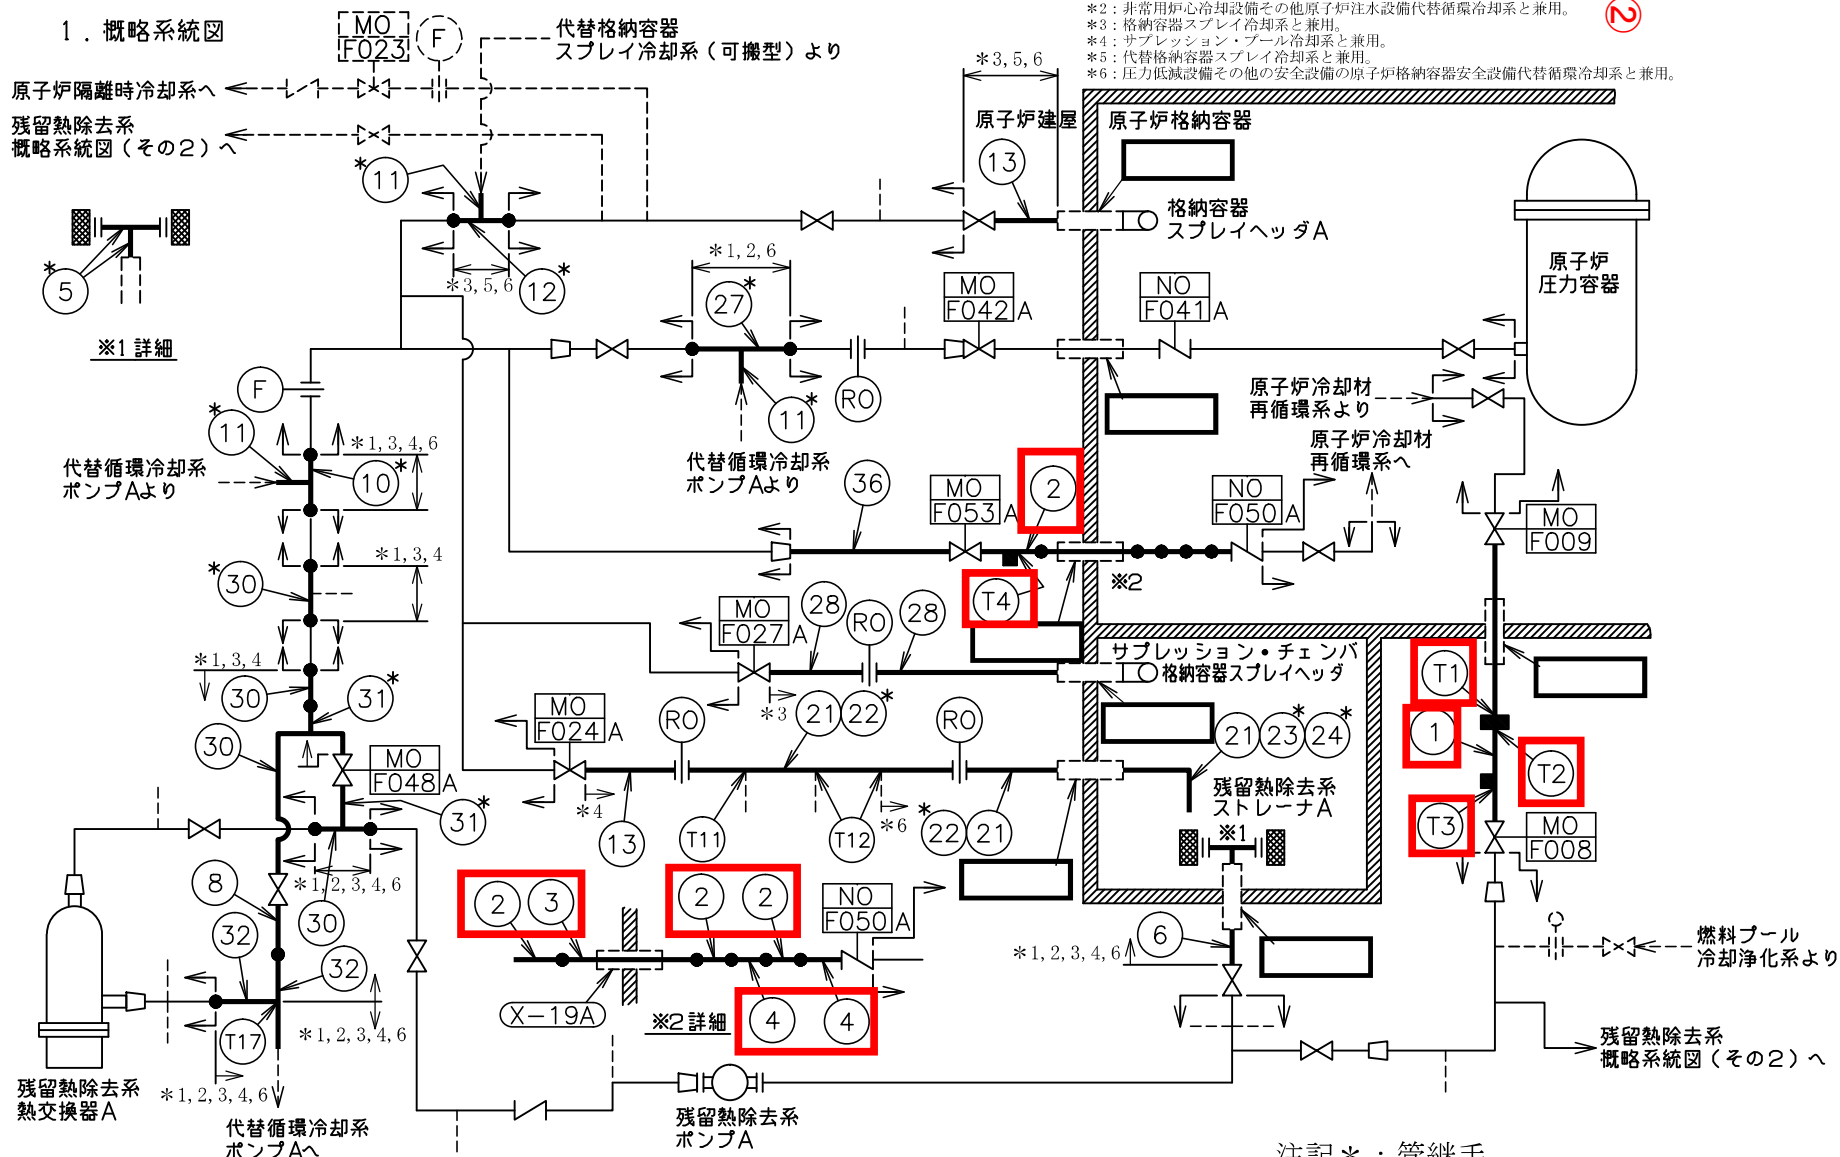 *2：非常用炉心冷却設備その他原子炉注水設備代替循環冷却系と兼用。
*3：格納容器スプレイ冷却系と兼用。
*4：サプレッション・プール冷却系と兼用。
*5：代替格納容器スプレイ冷却系と兼用。
*6：圧力低減設備その他の安全設備の原子炉格納容器安全設備代替循環冷却系と兼用。
②
1．概略系統図
MO
F023
F
代替格納容器
スプレイ冷却系（可搬型）より
原子炉隔離時冷却系へ
残留熱除去系
概略系統図（その2）へ
*3,5,6
原子炉建屋
原子炉格納容器
13
*11
格納容器
スプレイヘッダA
*5
※1詳細
*3,5,6
12*
*1,2,6
27*
MO
F042 A
NO
F041 A
原子炉
圧力容器
F
RO
11*
代替循環冷却系
ポンプAより
原子炉冷却材
再循環系より
原子炉冷却材
再循環系へ
*11
*1,3,4,6
10*
代替循環冷却系
ポンプAより
36
MO
F053 A
2
NO
F050 A
MO
F009
*1,3,4
*30
T4
※2
28
RO
28
MO
F027 A
サプレッション・チェンバ
格納容器スプレイヘッダ
*1,3,4
30
31*
*3
T1
1
T2
T3
MO
F008
30
MO
F048 A
31*
MO
F024 A
RO
21
22*
RO
21
23*
24*
残留熱除去系
ストレーナA
*4
*6
13
T11
T12
*22
21
※1
8
*1,2,3,4,6
30
32
32
T17
*1,2,3,4,6
*1,2,3,4,6
2
3
2
2
NO
F050 A
X-19A
※2詳細
4
4
*1,2,3,4,6
6
燃料プール
冷却浄化系より
残留熱除去系
概略系統図（その2）へ
残留熱除去系
熱交換器A
代替循環冷却系
ポンプAへ
残留熱除去系
ポンプA
注記*：管継手